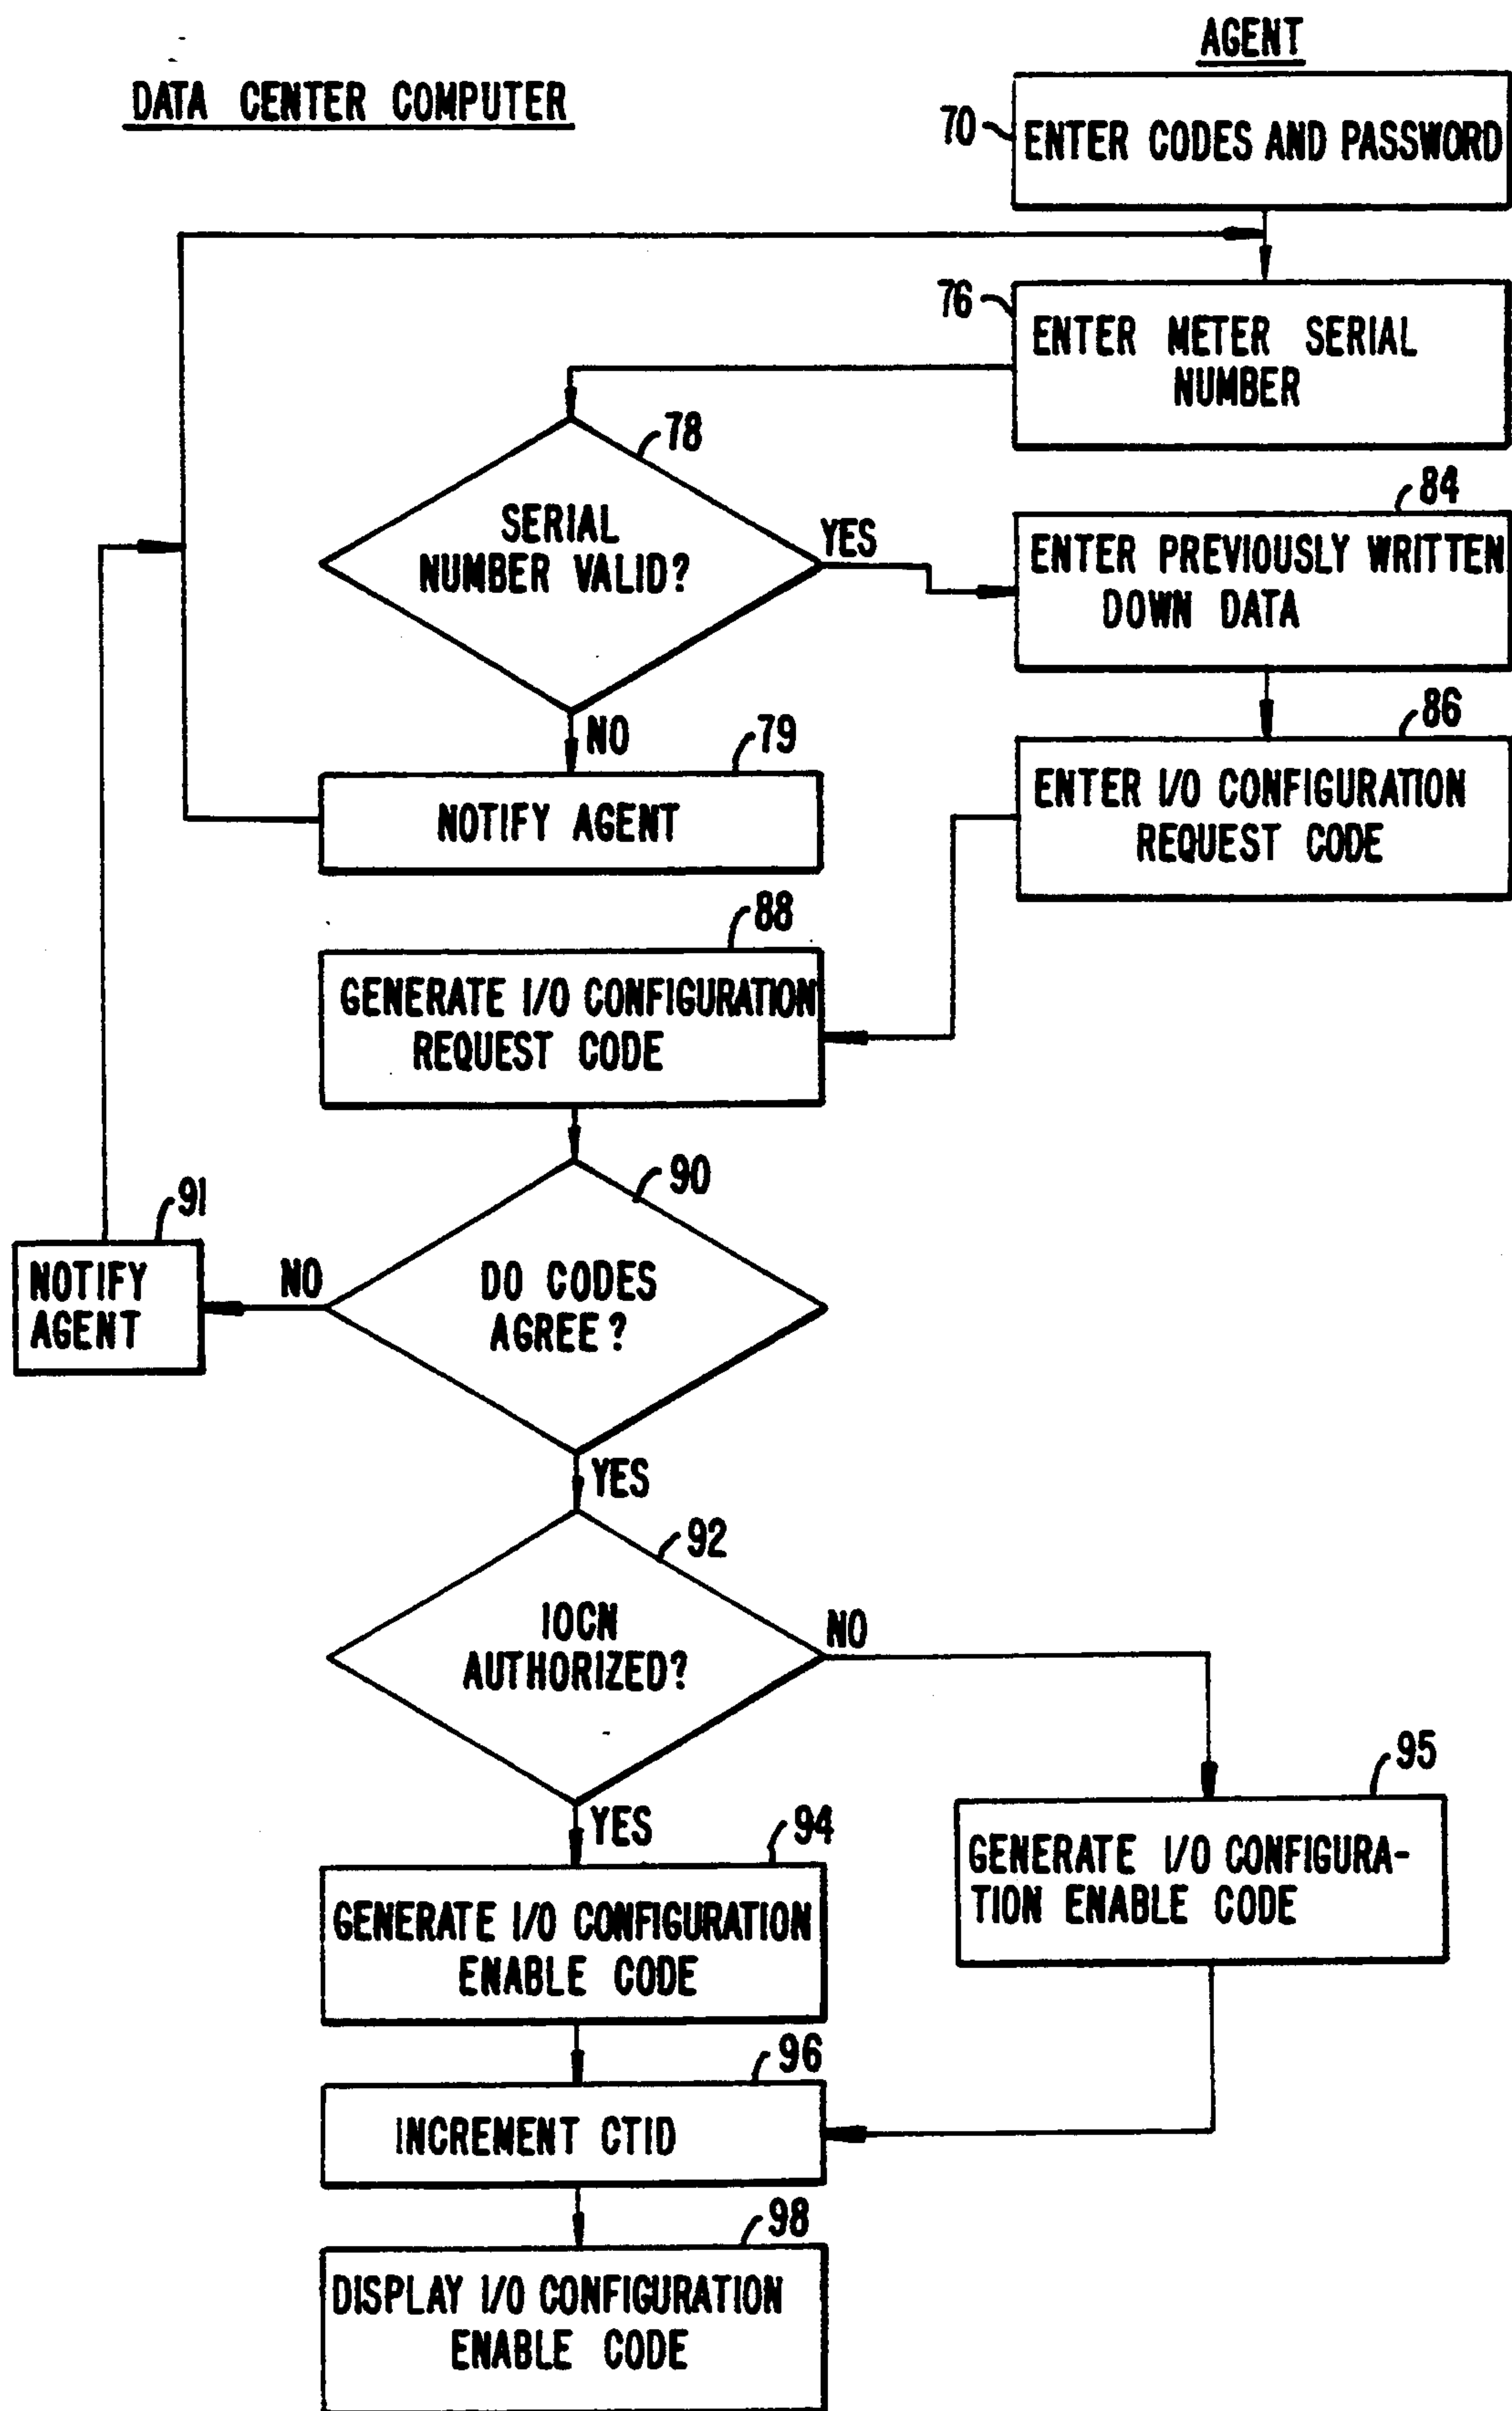 AGENT
DATA CENTER COMPUTER
70
ENTER CODES AND PASSWORD
76
ENTER METER SERIAL
NUMBER
78
SERIAL
NUMBER VALID?
YES
84
ENTER PREVIOUSLY WRITTEN
DOWN DATA
NO
79
NOTIFY AGENT
86
ENTER I/O CONFIGURATION
REQUEST CODE
88
GENERATE I/O CONFIGURATION
REQUEST CODE
90
DO CODES
AGREE?
NO
91
NOTIFY
AGENT
YES
92
IOCN
AUTHORIZED?
NO
95
GENERATE I/O CONFIGURA-
TION ENABLE CODE
YES
94
GENERATE I/O CONFIGURATION
ENABLE CODE
96
INCREMENT CTID
98
DISPLAY I/O CONFIGURATION
ENABLE CODE